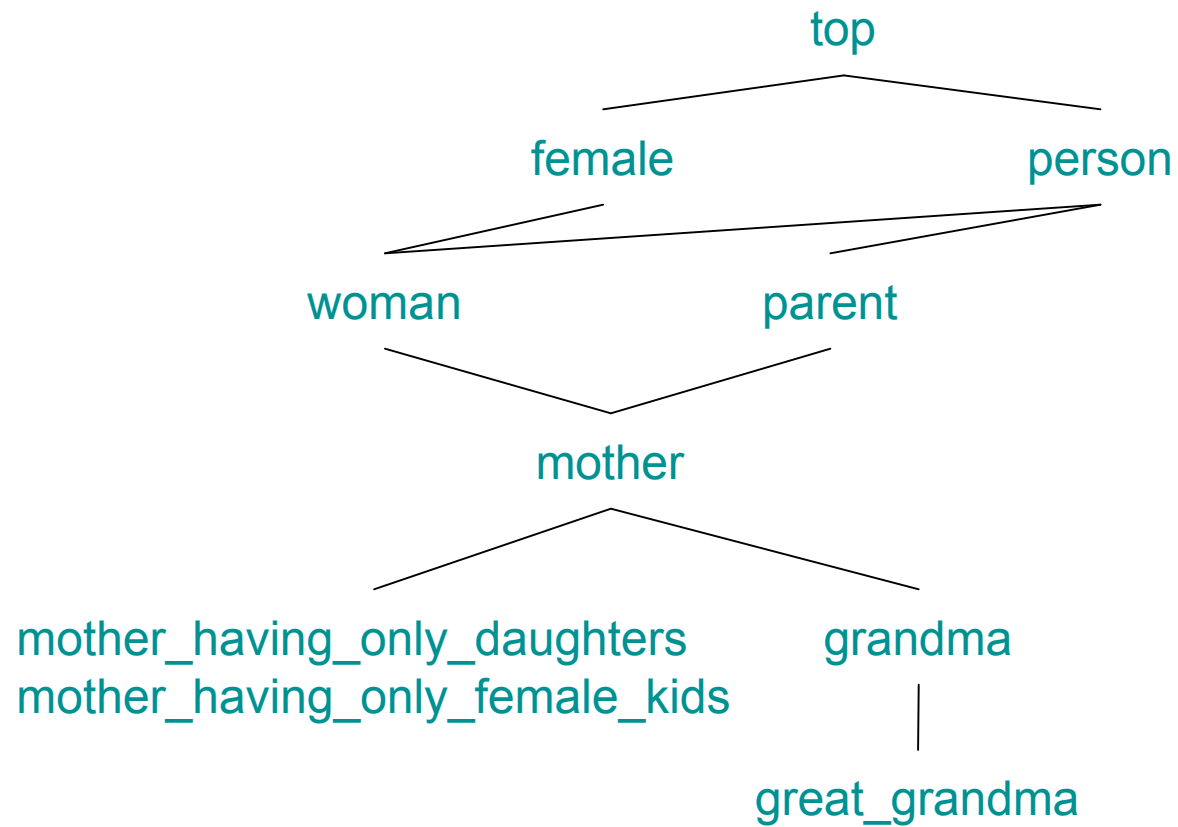 top
female person
woman parent
mother
mother_having_only_daughters grandma
mother_having_only_female_kids
great_grandma